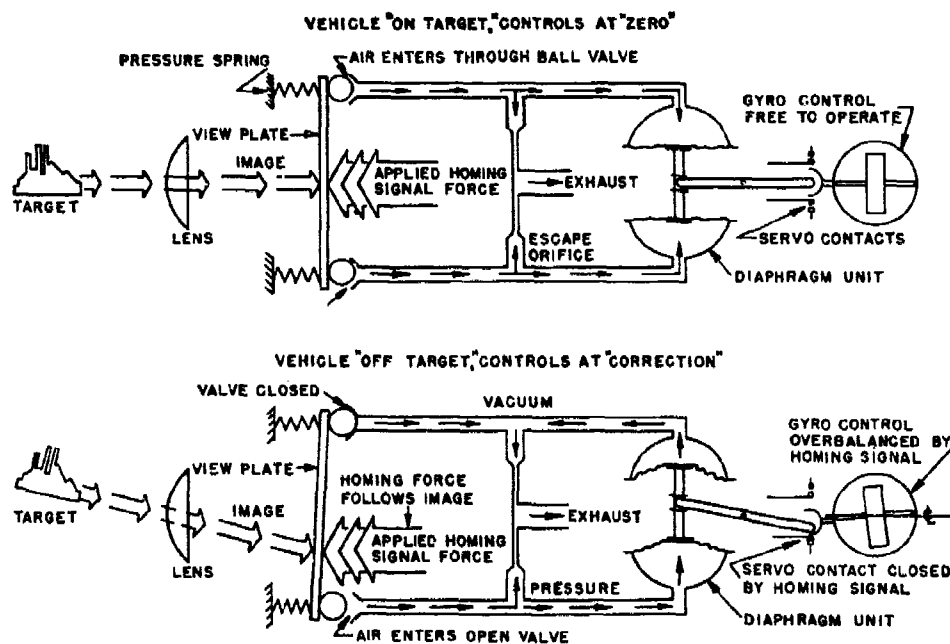 VEHICLE "ON TARGET," CONTROLS AT "ZERO"
PRESSURE SPRING
AIR ENTERS THROUGH BALL VALVE
GYRO CONTROL
FREE TO OPERATE
VIEW PLATE
IMAGE
APPLIED HOMING
SIGNAL FORCE
EXHAUST
TARGET
LENS
ESCAPE
ORIFICE
SERVO CONTACTS
DIAPHRAGM UNIT
VEHICLE "OFF TARGET," CONTROLS AT "CORRECTION"
VALVE CLOSED
VACUUM
GYRO CONTROL
OVERBALANCED BY
HOMING SIGNAL
VIEW PLATE
HOMING FORCE
FOLLOWS IMAGE
IMAGE
TARGET
EXHAUST
APPLIED HOMING
SIGNAL FORCE
LENS
SERVO CONTACT CLOSED
BY HOMING SIGNAL
PRESSURE
DIAPHRAGM UNIT
AIR ENTERS OPEN VALVE